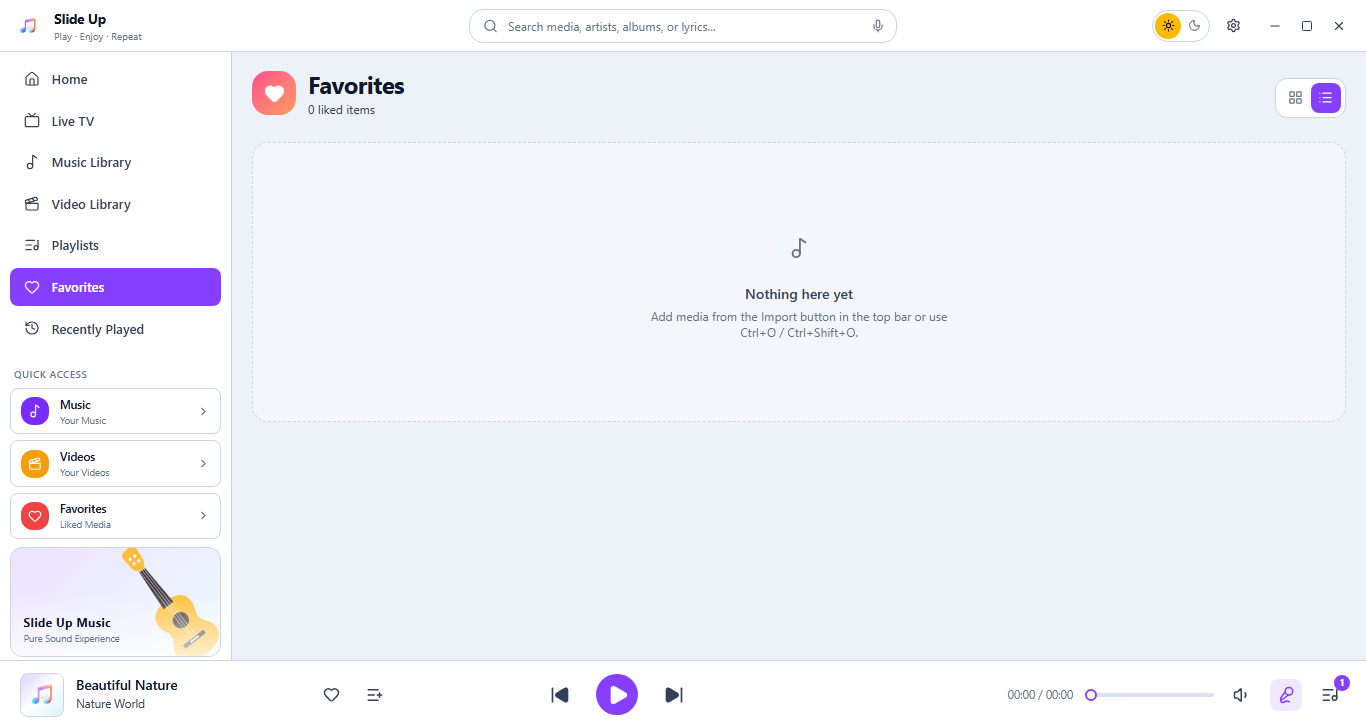 Slide Up
Play · Enjoy · Repeat
Search media, artists, albums, or lyrics...
Home
Live TV
Music Library
Video Library
Playlists
Favorites
Recently Played
QUICK ACCESS
Music
Your Music
Videos
Your Videos
Favorites
Liked Media
Slide Up Music
Pure Sound Experience
Favorites
0 liked items
Nothing here yet
Add media from the Import button in the top bar or use
Ctrl+O / Ctrl+Shift+O.
Beautiful Nature
Nature World
00:00 / 00:00
1